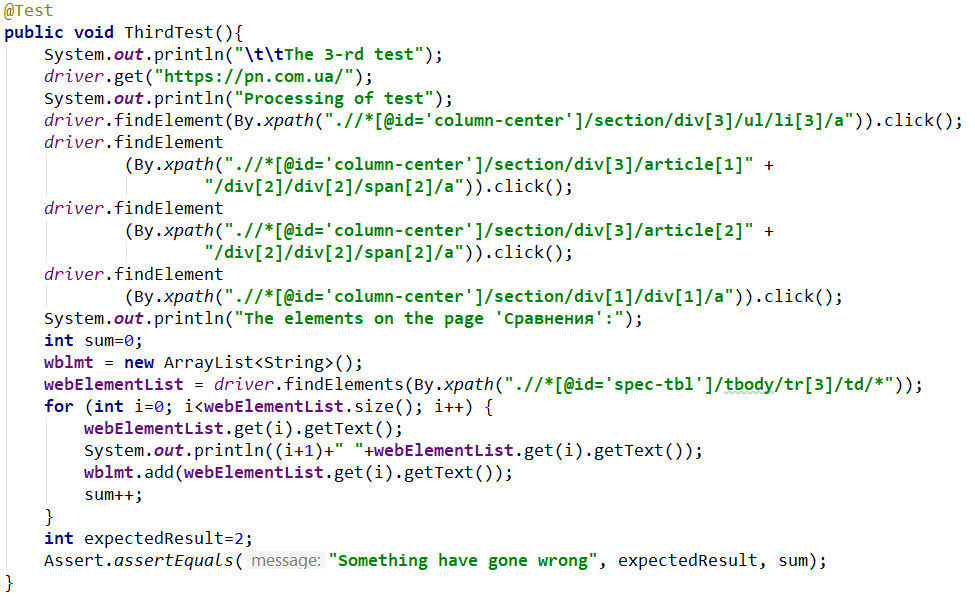 @Test
public void ThirdTest(){
System.out.println("\t\tThe 3-rd test");
driver.get("https://pn.com.ua/");
System.out.println("Processing of test");
driver.findElement(By.xpath(".//*[@id='column-center']/section/div[3]/ul/li[3]/a")).click();
driver.findElement
(By.xpath(".//*[@id='column-center']/section/div[3]/article[1]" +
"/div[2]/div[2]/span[2]/a")).click();
driver.findElement
(By.xpath(".//*[@id='column-center']/section/div[3]/article[2]" +
"/div[2]/div[2]/span[2]/a")).click();
driver.findElement
(By.xpath(".//*[@id='column-center']/section/div[1]/div[1]/a")).click();
System.out.println("The elements on the page 'Сравнения':");
int sum=0;
wblmt = new ArrayList<String>();
webElementList = driver.findElements(By.xpath(".//*[@id='spec-tbl']/tbody/tr[3]/td/*"));
for (int i=0; i<webElementList.size(); i++) {
webElementList.get(i).getText();
System.out.println((i+1)+" "+webElementList.get(i).getText());
wblmt.add(webElementList.get(i).getText());
sum++;
}
int expectedResult=2;
Assert.assertEquals( message: "Something have gone wrong", expectedResult, sum);
}